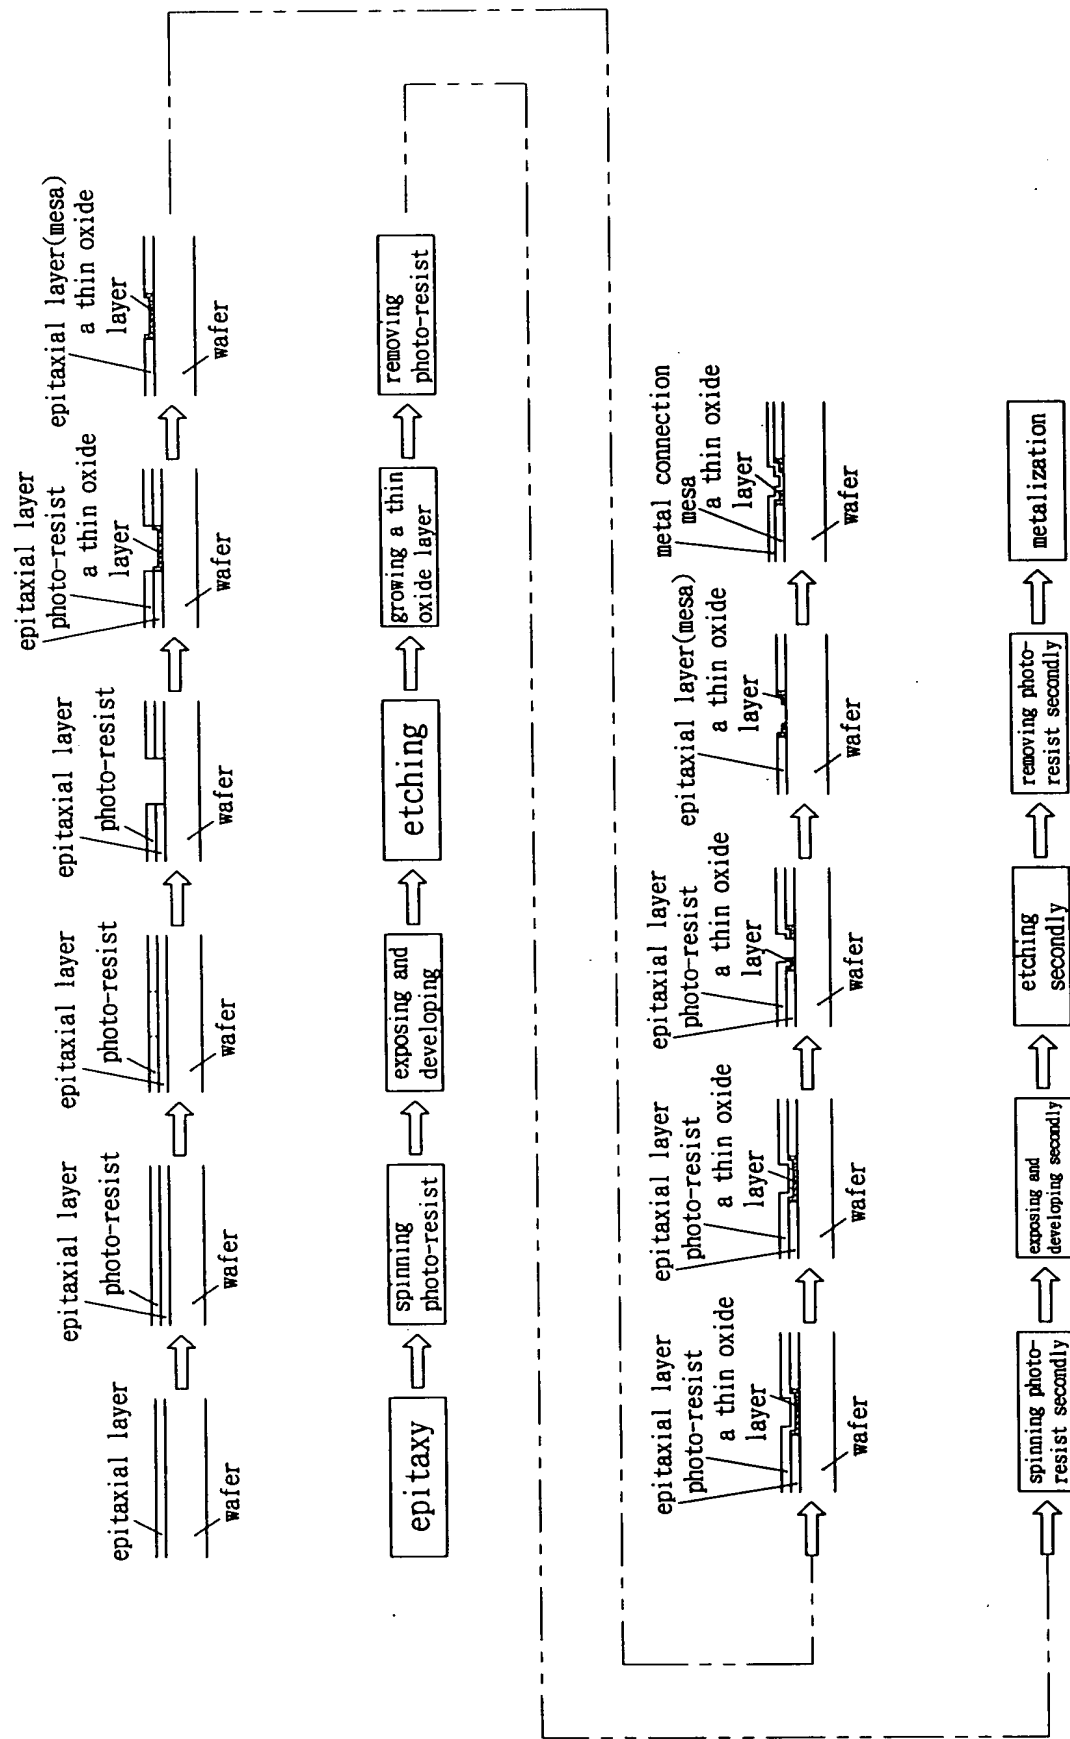 epitaxial layer
wafer
epitaxial layer
photo-resist
wafer
epitaxial layer
photo-resist
wafer
epitaxial layer
photo-resist
wafer
epitaxial layer
photo-resist
a thin oxide
layer
wafer
epitaxial layer(mesa)
a thin oxide
layer
wafer
epitaxy
spinning
photo-resist
exposing and
developing
etching
growing a thin
oxide layer
removing
photo-resist
epitaxial layer
photo-resist
a thin oxide
layer
wafer
epitaxial layer
photo-resist
a thin oxide
layer
wafer
epitaxial layer
photo-resist
a thin oxide
layer
wafer
epitaxial layer(mesa)
a thin oxide
layer
wafer
metal connection
mesa
a thin oxide
layer
wafer
spinning photo-
resist secondly
exposing and
developing secondly
etching
secondly
removing photo-
resist secondly
metalization